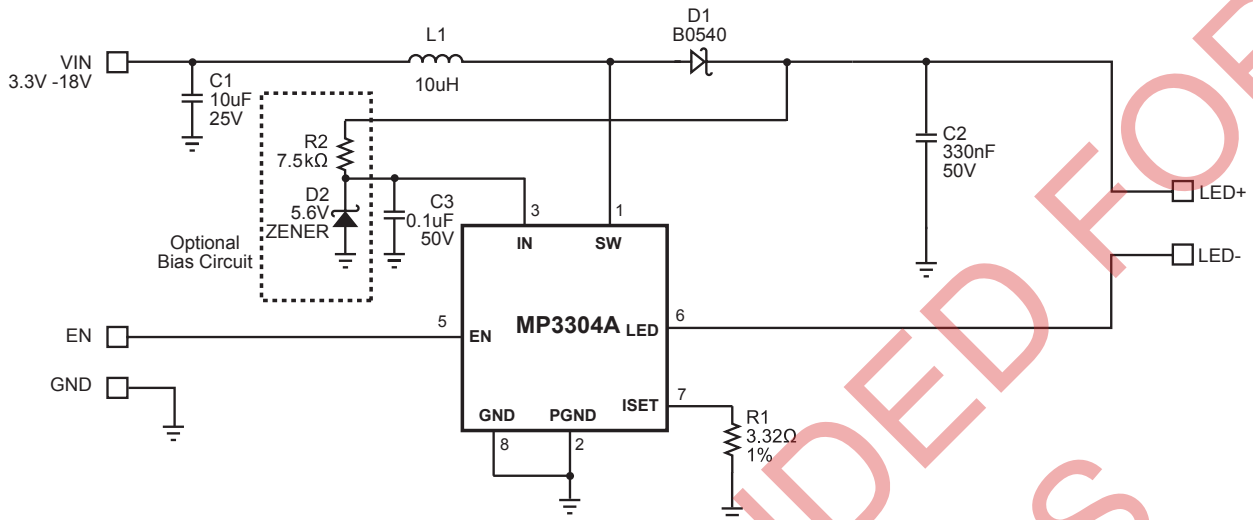 D1
B0540
L1
10uH
VIN
3.3V -18V
C1
10uF
25V
R2
7.5kΩ
D2
5.6V
ZENER
C3
0.1uF
50V
Optional
Bias Circuit
C2
330nF
50V
LED+
LED-
3
1
IN
SW
MP3304A
LED
6
EN
5
EN
GND
ISET
7
GND
PGND
8
2
R1
3.32Ω
1%
NDED FOR
S